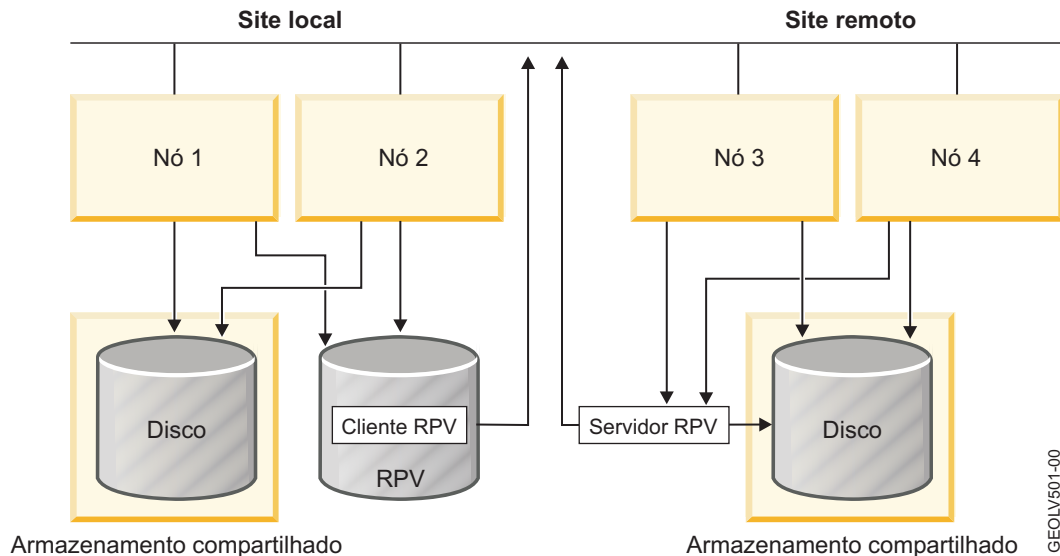 Site local
Site remoto
Nó 1
Nó 2
Nó 3
Nó 4
Disco
Cliente RPV
RPV
Servidor RPV
Disco
Armazenamento compartilhado
Armazenamento compartilhado
GEOLV501-00